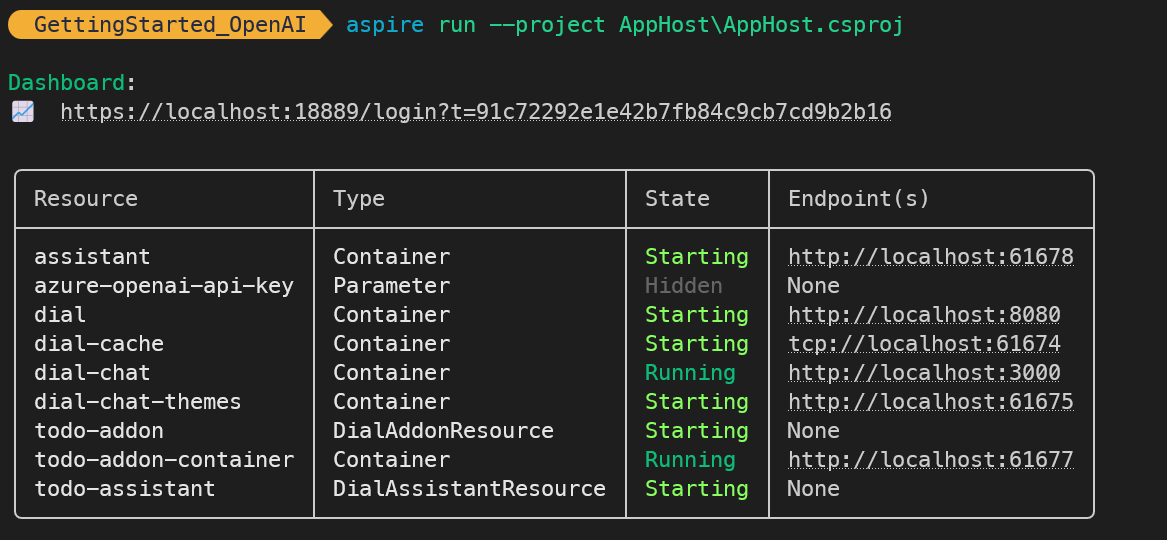 GettingStarted_OpenAI aspire run --project AppHost\AppHost.csproj
Dashboard:
https://localhost:18889/login?t=91c72292e1e42b7fb84c9cb7cd9b2b16
Resource Type State Endpoint(s)
assistant Container Starting http://localhost:61678
azure-openai-api-key Parameter Hidden None
dial Container Starting http://localhost:8080
dial-cache Container Starting tcp://localhost:61674
dial-chat Container Running http://localhost:3000
dial-chat-themes Container Starting http://localhost:61675
todo-addon DialAddonResource Starting None
todo-addon-container Container Running http://localhost:61677
todo-assistant DialAssistantResource Starting None